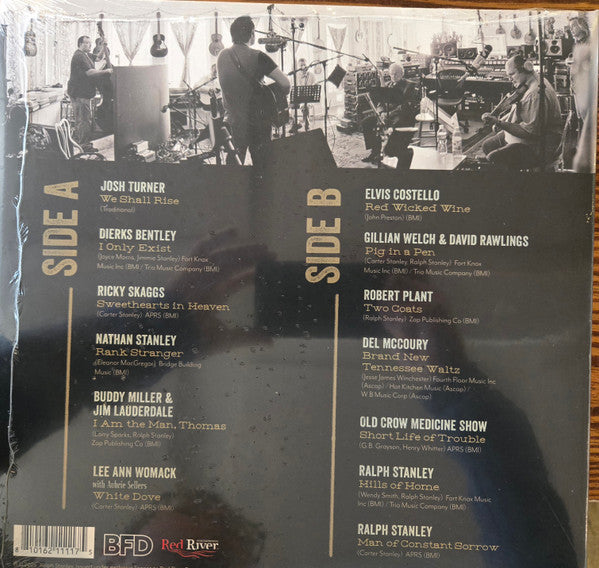 SIDE A
JOSH TURNER
We Shall Rise
(Traditional)
DIERKS BENTLEY
I Only Exist
(Joyce Morris, Jimmie Stanley) Fort Knox
Music Inc (BMI) / Trio Music Company (BMI)
RICKY SKAGGS
Sweethearts in Heaven
(Carter Stanley) APRS (BMI)
NATHAN STANLEY
Rank Stranger
(Eleanor MacGregor) Bridge Building
Music (BMI)
BUDDY MILLER &
JIM LAUDERDALE
I Am the Man, Thomas
(Larry Sparks, Ralph Stanley)
Zap Publishing Co (BMI)
LEE ANN WOMACK
with Aubrie Sellers
White Dove
(Carter Stanley) APRS (BMI)
SIDE B
ELVIS COSTELLO
Red Wicked Wine
(John Preston) (BMI)
GILLIAN WELCH & DAVID RAWLINGS
Pig in a Pen
(Carter Stanley, Ralph Stanley) Fort Knox
Music Inc (BMI) / Trio Music Company (BMI)
ROBERT PLANT
Two Coats
(Ralph Stanley) Zap Publishing Co (BMI)
DEL MCCOURY
Brand New
Tennessee Waltz
(Jesse James Winchester) Fourth Floor Music Inc
(Ascap) / Hot Kitchen Music (Ascap) /
W B Music Corp (Ascap)
OLD CROW MEDICINE SHOW
Short Life of Trouble
(G.B. Grayson, Henry Whitter) APRS (BMI)
RALPH STANLEY
Hills of Home
(Wendy Smith, Ralph Stanley) Fort Knox Music
Inc (BMI) / Trio Music Company (BMI)
RALPH STANLEY
Man of Constant Sorrow
(Carter Stanley) APRS (BMI)
8 10162 11117 5
BFD
Red River